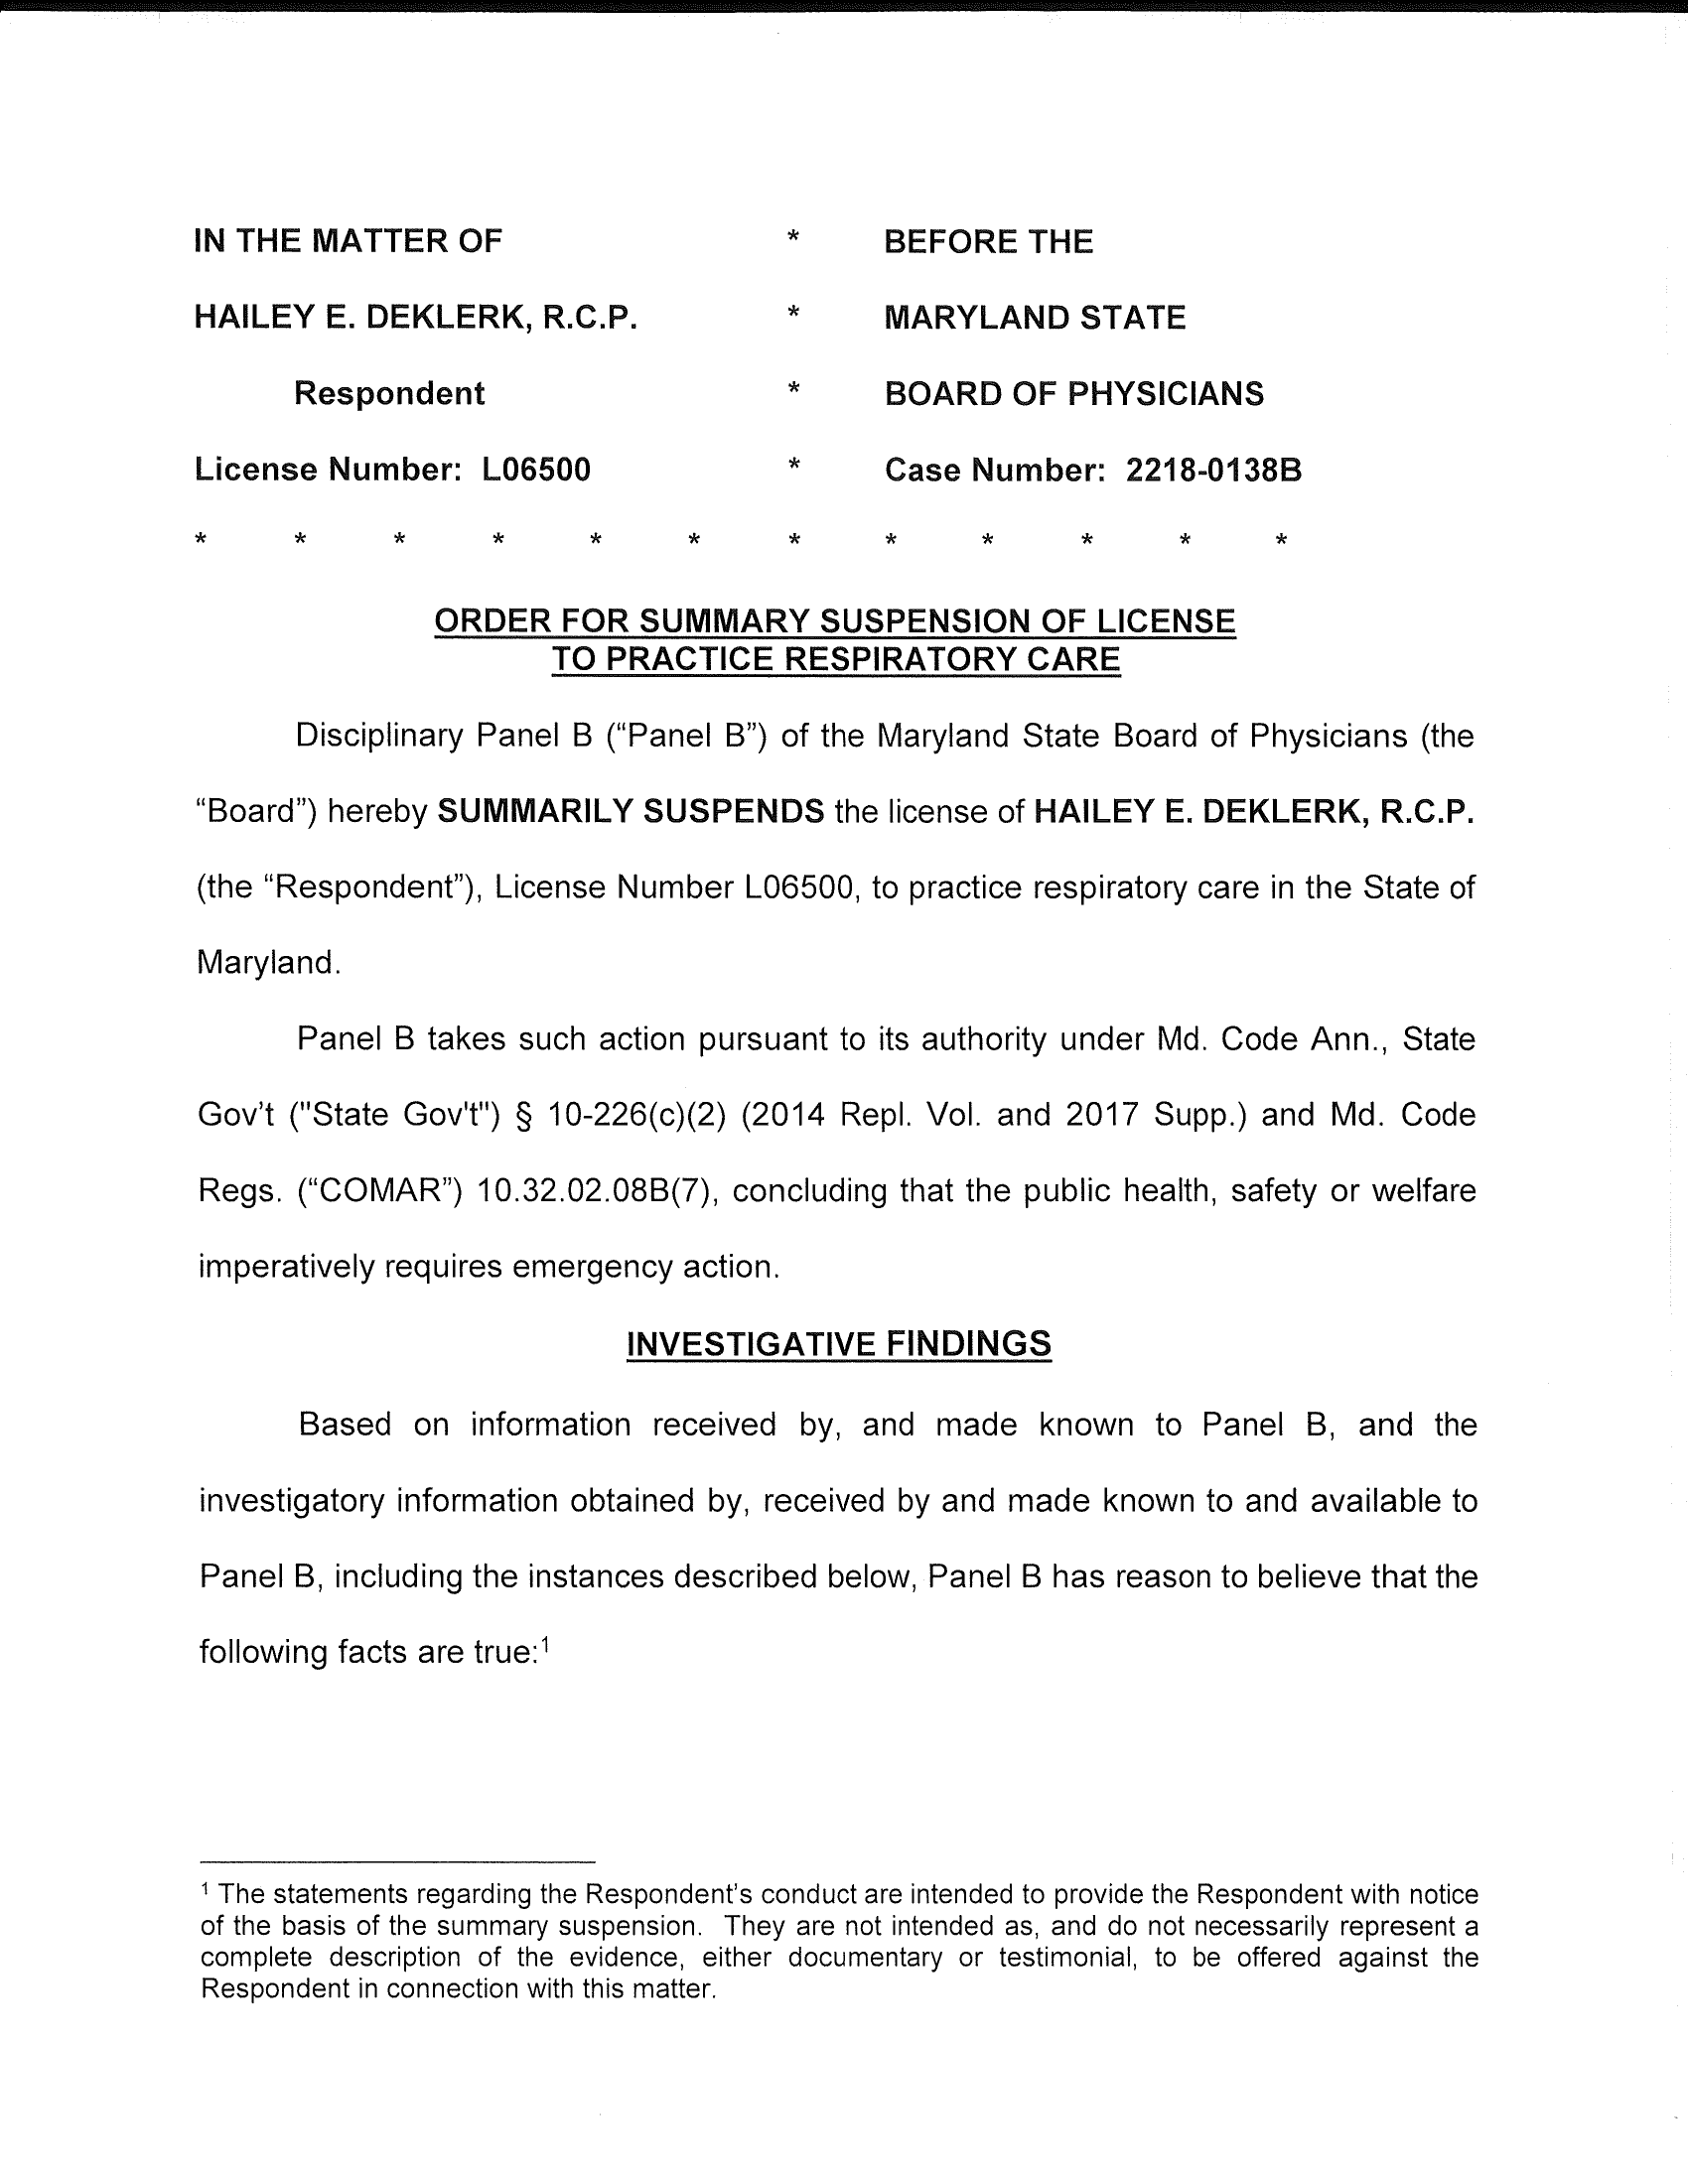 IN THE MATTER OF * BEFORE THE
HAILEY E. DEKLERK, R.C.P. * MARYLAND STATE
Respondent * BOARD OF PHYSICIANS
License Number: L06500 * Case Number: 2218-0138B
* * * * * * * * * * * *
ORDER FOR SUMMARY SUSPENSION OF LICENSE
TO PRACTICE RESPIRATORY CARE
Disciplinary Panel B (“Panel B”) of the Maryland State Board of Physicians (the
“Board”) hereby SUMMARILY SUSPENDS the license of HAILEY E. DEKLERK, R.C.P.
(the “Respondent”), License Number L06500, to practice respiratory care in the State of
Maryland.
Panel B takes such action pursuant to its authority under Md. Code Ann., State
Gov’t ("State Gov't") § 10-226(c)(2) (2014 Repl. Vol. and 2017 Supp.) and Md. Code
Regs. (“COMAR”) 10.32.02.08B(7), concluding that the public health, safety or welfare
imperatively requires emergency action.
INVESTIGATIVE FINDINGS
Based on information received by, and made known to Panel B, and the
investigatory information obtained by, received by and made known to and available to
Panel B, including the instances described below, Panel B has reason to believe that the
following facts are true:¹
¹ The statements regarding the Respondent’s conduct are intended to provide the Respondent with notice
of the basis of the summary suspension. They are not intended as, and do not necessarily represent a
complete description of the evidence, either documentary or testimonial, to be offered against the
Respondent in connection with this matter.